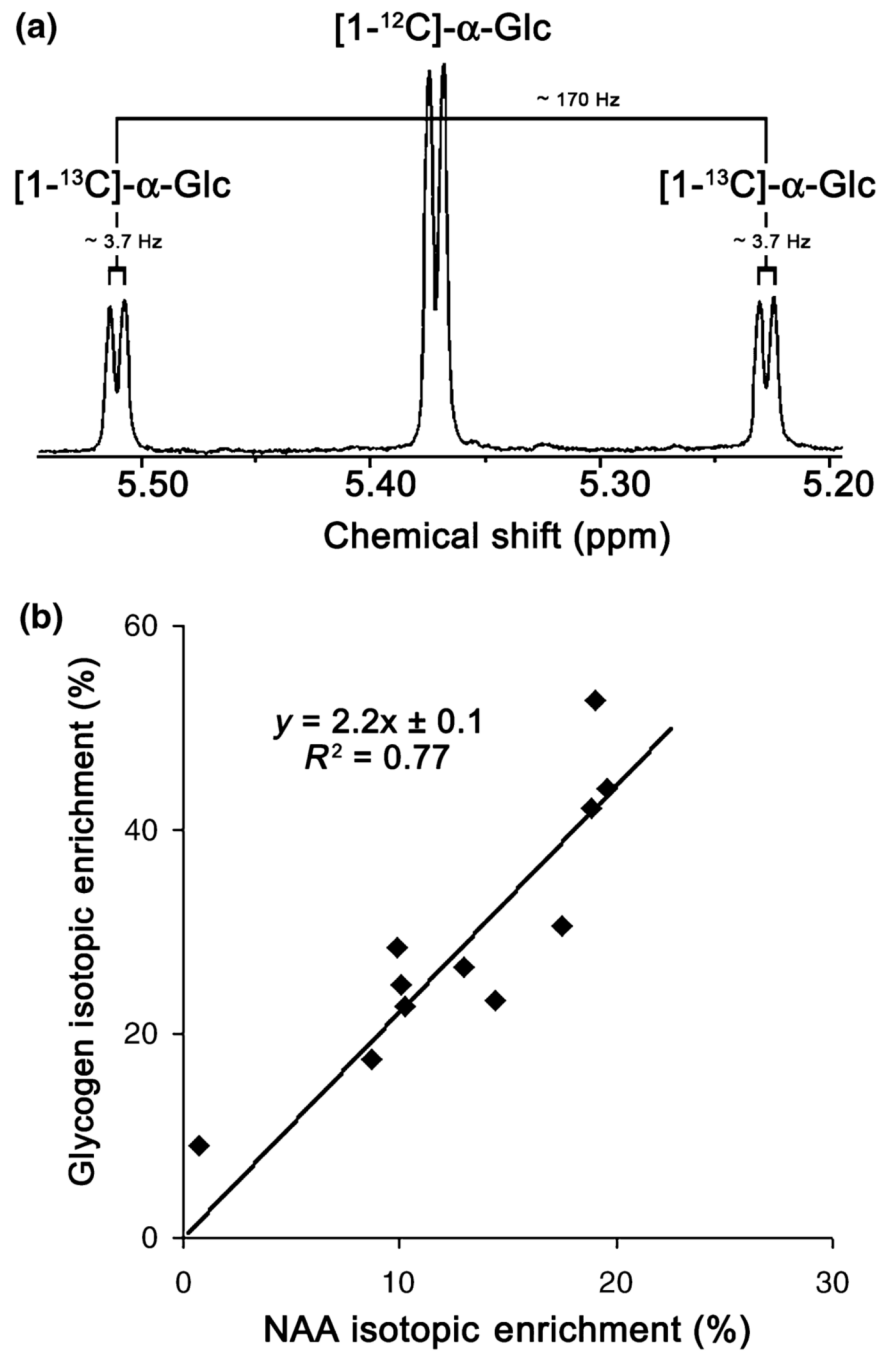 (a)
[1-¹²C]-α-Glc
~ 170 Hz
[1-¹³C]-α-Glc
[1-¹³C]-α-Glc
~ 3.7 Hz
~ 3.7 Hz
5.50 5.40 5.30 5.20
Chemical shift (ppm)
(b)
Glycogen isotopic enrichment (%)
60
y = 2.2x ± 0.1
R² = 0.77
40
20
0
0 10 20 30
NAA isotopic enrichment (%)